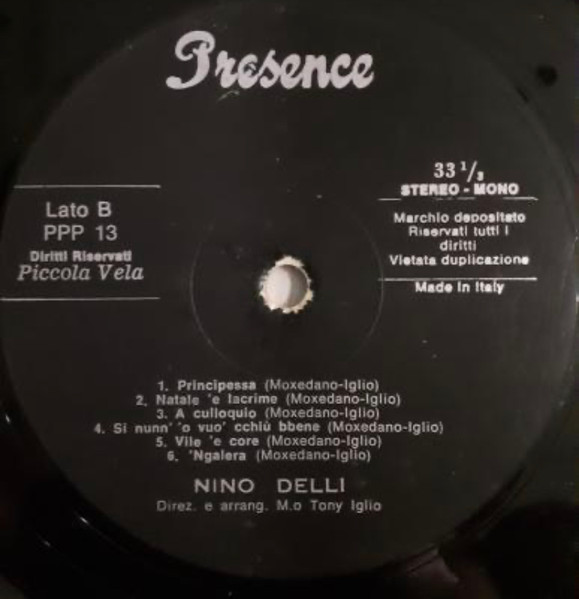 Presence
Lato B
PPP 13
Diritti Riservati
Piccola Vela
33 1/3
STEREO - MONO
Marchio depositato
Riservati tutti i
diritti
Vietata duplicazione
Made In Italy
1. Principessa (Moxedano-Iglio)
2. Natale 'e lacrime (Moxedano-Iglio)
3. A culloquio (Moxedano-Iglio)
4. Si nunn' 'o vuo' cchiù bbene (Moxedano-Iglio)
5. Vile 'e core (Moxedano-Iglio)
6. 'Ngalera (Moxedano-Iglio)
NINO DELLI
Direz. e arrang. M.o Tony Iglio